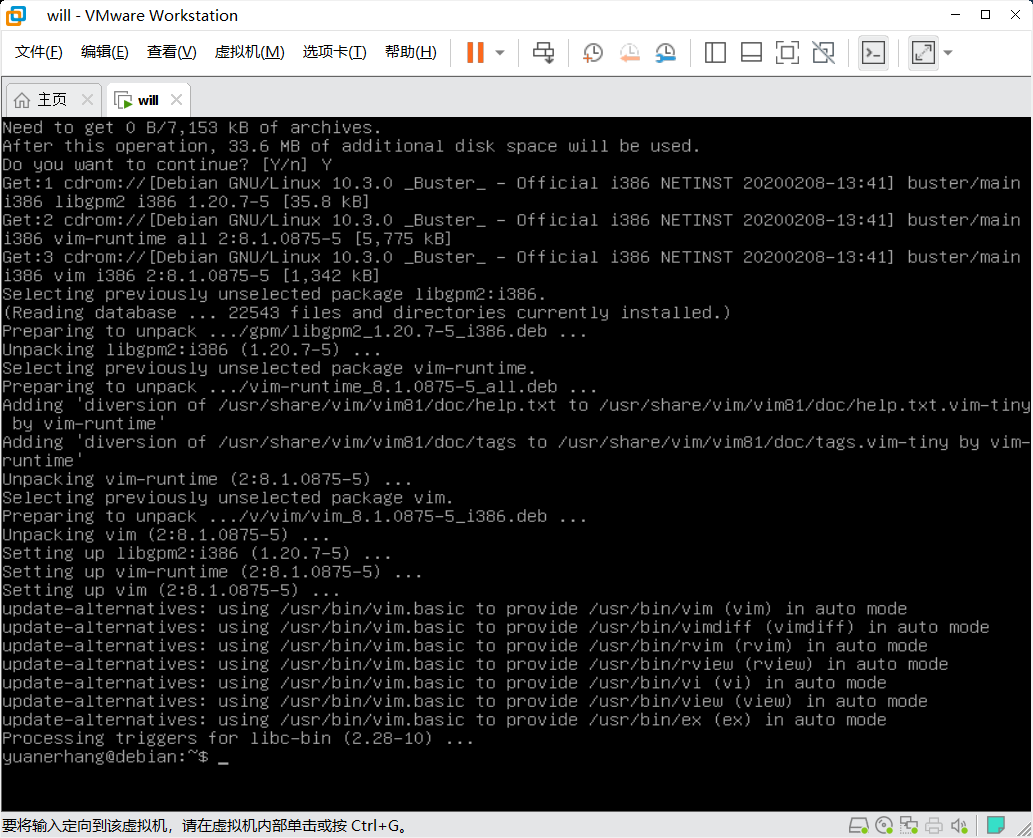 will - VMware Workstation
文件(F) 编辑(E) 查看(V) 虚拟机(M) 选项卡(T) 帮助(H)
主页 will
Need to get 0 B/7,153 kB of archives.
After this operation, 33.6 MB of additional disk space will be used.
Do you want to continue? [Y/n] Y
Get:1 cdrom://[Debian GNU/Linux 10.3.0 _Buster_ - Official i386 NETINST 20200208-13:41] buster/main
i386 libgpm2 i386 1.20.7-5 [35.8 kB]
Get:2 cdrom://[Debian GNU/Linux 10.3.0 _Buster_ - Official i386 NETINST 20200208-13:41] buster/main
i386 vim-runtime all 2:8.1.0875-5 [5,775 kB]
Get:3 cdrom://[Debian GNU/Linux 10.3.0 _Buster_ - Official i386 NETINST 20200208-13:41] buster/main
i386 vim i386 2:8.1.0875-5 [1,342 kB]
Selecting previously unselected package libgpm2:i386.
(Reading database ... 22543 files and directories currently installed.)
Preparing to unpack .../gpm/libgpm2_1.20.7-5_i386.deb ...
Unpacking libgpm2:i386 (1.20.7-5) ...
Selecting previously unselected package vim-runtime.
Preparing to unpack .../vim-runtime_8.1.0875-5_all.deb ...
Adding 'diversion of /usr/share/vim/vim81/doc/help.txt to /usr/share/vim/vim81/doc/help.txt.vim-tiny
by vim-runtime'
Adding 'diversion of /usr/share/vim/vim81/doc/tags to /usr/share/vim/vim81/doc/tags.vim-tiny by vim-
runtime'
Unpacking vim-runtime (2:8.1.0875-5) ...
Selecting previously unselected package vim.
Preparing to unpack .../v/vim/vim_8.1.0875-5_i386.deb ...
Unpacking vim (2:8.1.0875-5) ...
Setting up libgpm2:i386 (1.20.7-5) ...
Setting up vim-runtime (2:8.1.0875-5) ...
Setting up vim (2:8.1.0875-5) ...
update-alternatives: using /usr/bin/vim.basic to provide /usr/bin/vim (vim) in auto mode
update-alternatives: using /usr/bin/vim.basic to provide /usr/bin/vimdiff (vimdiff) in auto mode
update-alternatives: using /usr/bin/vim.basic to provide /usr/bin/rvim (rvim) in auto mode
update-alternatives: using /usr/bin/vim.basic to provide /usr/bin/rview (rview) in auto mode
update-alternatives: using /usr/bin/vim.basic to provide /usr/bin/vi (vi) in auto mode
update-alternatives: using /usr/bin/vim.basic to provide /usr/bin/view (view) in auto mode
update-alternatives: using /usr/bin/vim.basic to provide /usr/bin/ex (ex) in auto mode
Processing triggers for libc-bin (2.28-10) ...
yuanerhang@debian:~$ _
要将输入定向到该虚拟机，请在虚拟机内部单击或按 Ctrl+G。